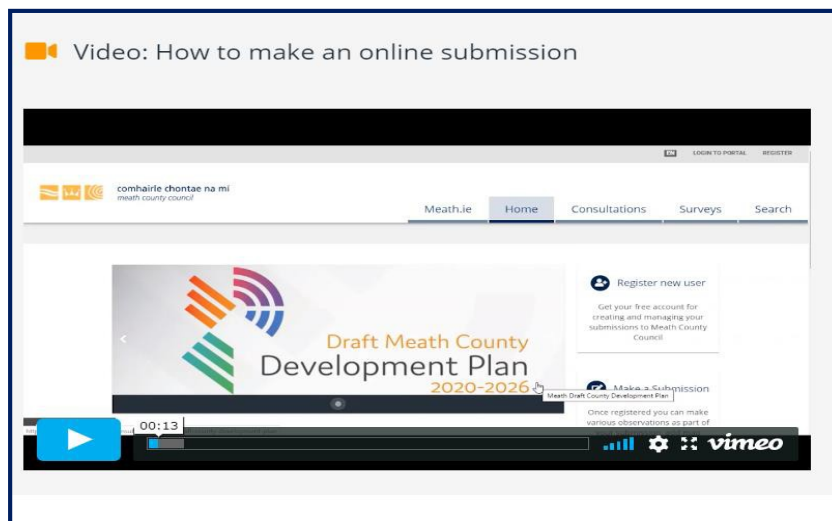 Video: How to make an online submission
EN LOGIN TO PORTAL REGISTER
comhairle chontae na mí
meath county council
Meath.ie Home Consultations Surveys Search
Register new user
Get your free account for
creating and managing your
submissions to Meath County
Council
Draft Meath County
Development Plan
2020-2026
Make a Submission
Meath Draft County Development Plan
Once registered you can make
various observations as part of
00:13
vimeo